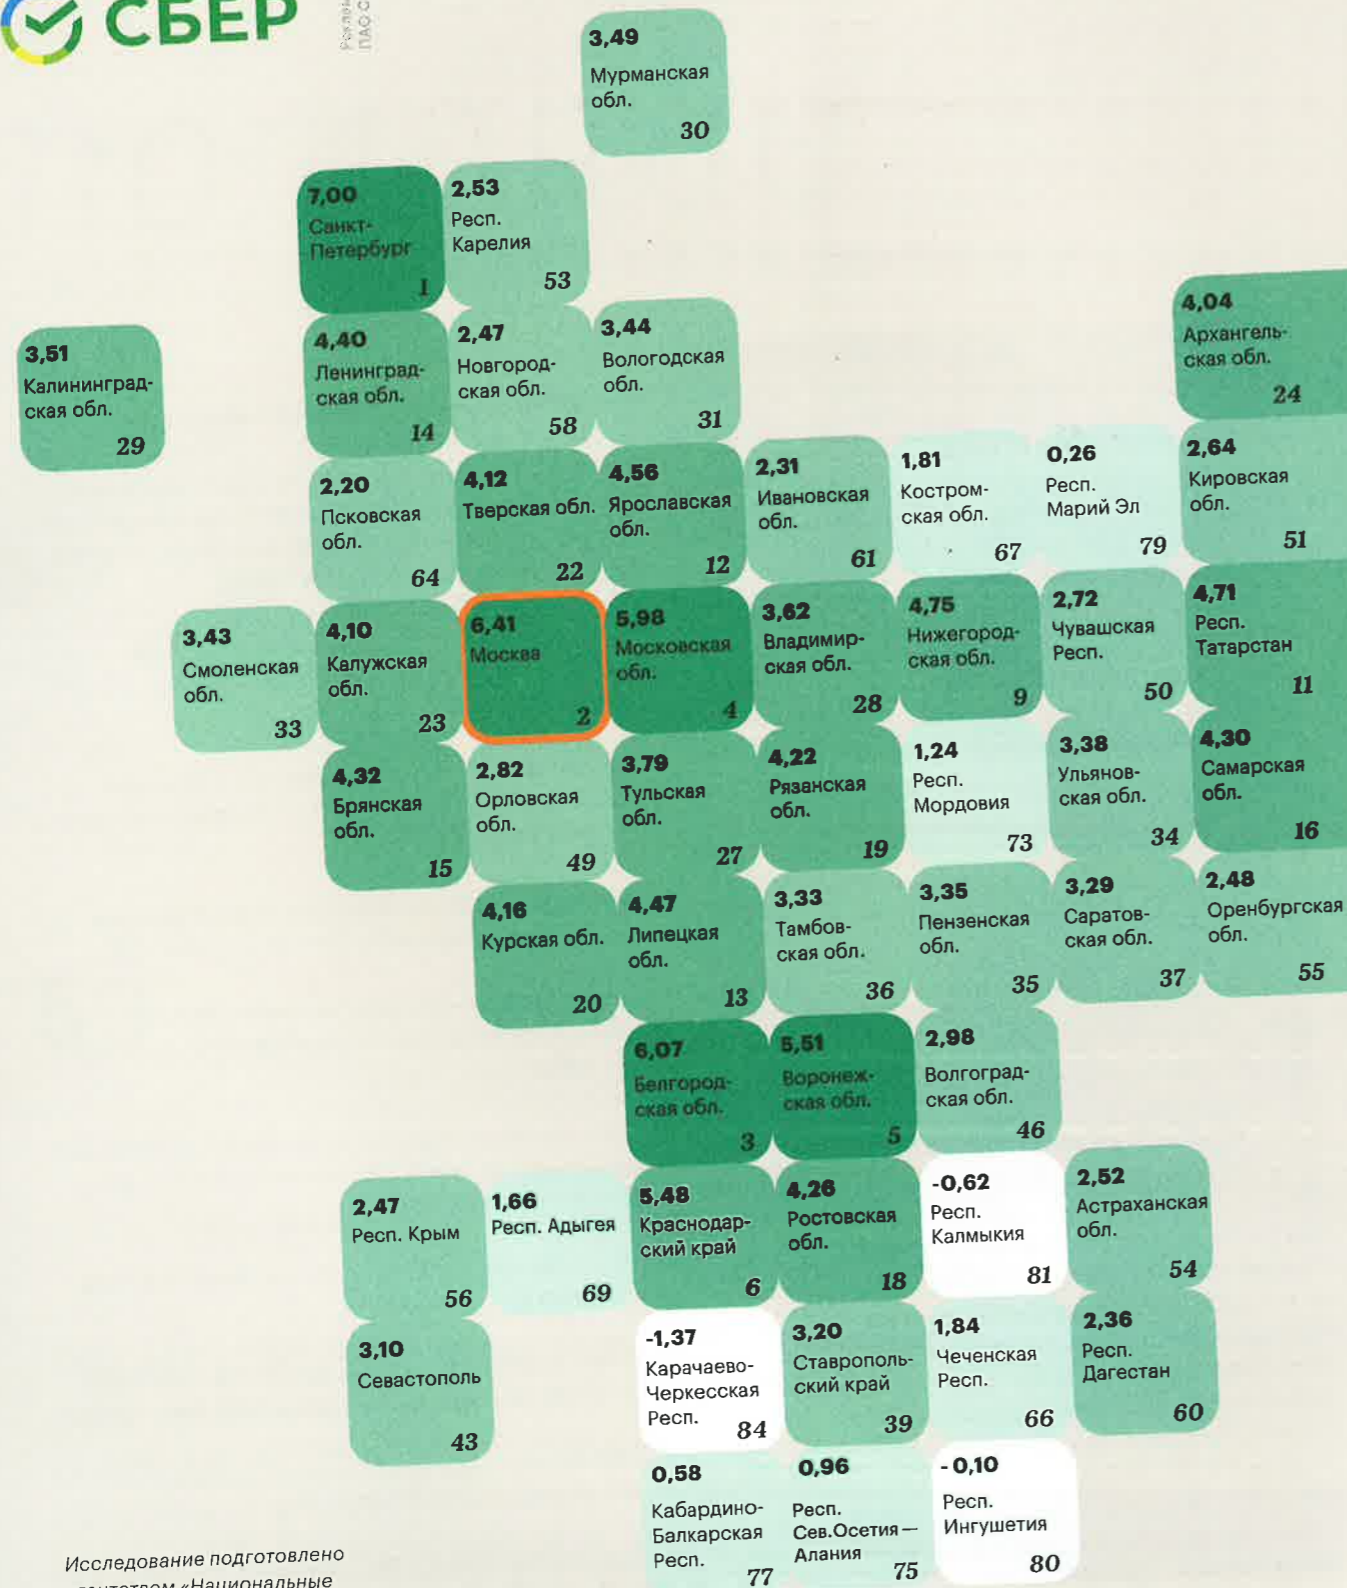 СБЕР
ПАО С
3,49
Мурманская
обл.
30
7,00
Санкт-
Петербург
1
2,53
Респ.
Карелия
53
3,51
Калининград-
ская обл.
29
4,40
Ленинград-
ская обл.
14
2,47
Новгород-
ская обл.
58
3,44
Вологодская
обл.
31
4,04
Архангель-
ская обл.
24
2,20
Псковская
обл.
64
4,12
Тверская обл.
22
4,56
Ярославская
обл.
12
2,31
Ивановская
обл.
61
1,81
Костром-
ская обл.
67
0,26
Респ.
Марий Эл
79
2,64
Кировская
обл.
51
3,43
Смоленская
обл.
33
4,10
Калужская
обл.
23
6,41
Москва
2
5,98
Московская
обл.
4
3,62
Владимир-
ская обл.
28
4,75
Нижегород-
ская обл.
9
2,72
Чувашская
Респ.
50
4,71
Респ.
Татарстан
11
4,32
Брянская
обл.
15
2,82
Орловская
обл.
49
3,79
Тульская
обл.
27
4,22
Рязанская
обл.
19
1,24
Респ.
Мордовия
73
3,38
Ульянов-
ская обл.
34
4,30
Самарская
обл.
16
4,16
Курская обл.
20
4,47
Липецкая
обл.
13
3,33
Тамбов-
ская обл.
36
3,35
Пензенская
обл.
35
3,29
Саратов-
ская обл.
37
2,48
Оренбургская
обл.
55
6,07
Белгород-
ская обл.
3
5,51
Воронеж-
ская обл.
5
2,98
Волгоград-
ская обл.
46
2,47
Респ. Крым
56
1,66
Респ. Адыгея
69
5,48
Краснодар-
ский край
6
4,26
Ростовская
обл.
18
-0,62
Респ.
Калмыкия
81
2,52
Астраханская
обл.
54
3,10
Севастополь
43
-1,37
Карачаево-
Черкесская
Респ.
84
3,20
Ставрополь-
ский край
39
1,84
Чеченская
Респ.
66
2,36
Респ.
Дагестан
60
0,58
Кабардино-
Балкарская
Респ.
77
0,96
Респ.
Сев.Осетия —
Алания
75
-0,10
Респ.
Ингушетия
80
Исследование подготовлено
«Национальные